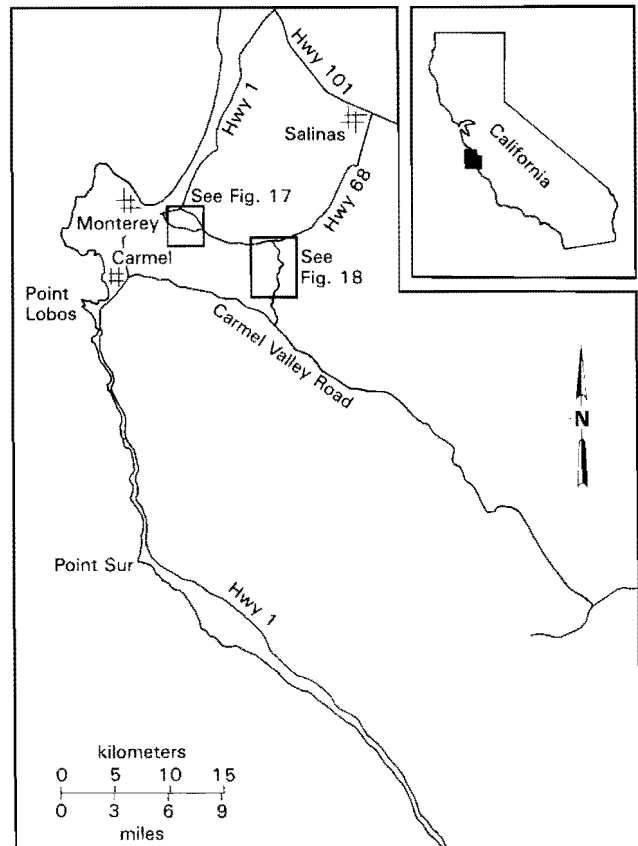 Hwy 101
Hwy 1
Salinas
California
See Fig. 17
Hwy 68
Monterey
Carmel
See
Fig. 18
Point
Lobos
Carmel Valley Road
N
Point Sur
Hwy 1
kilometers
0 5 10 15
0 3 6 9
miles